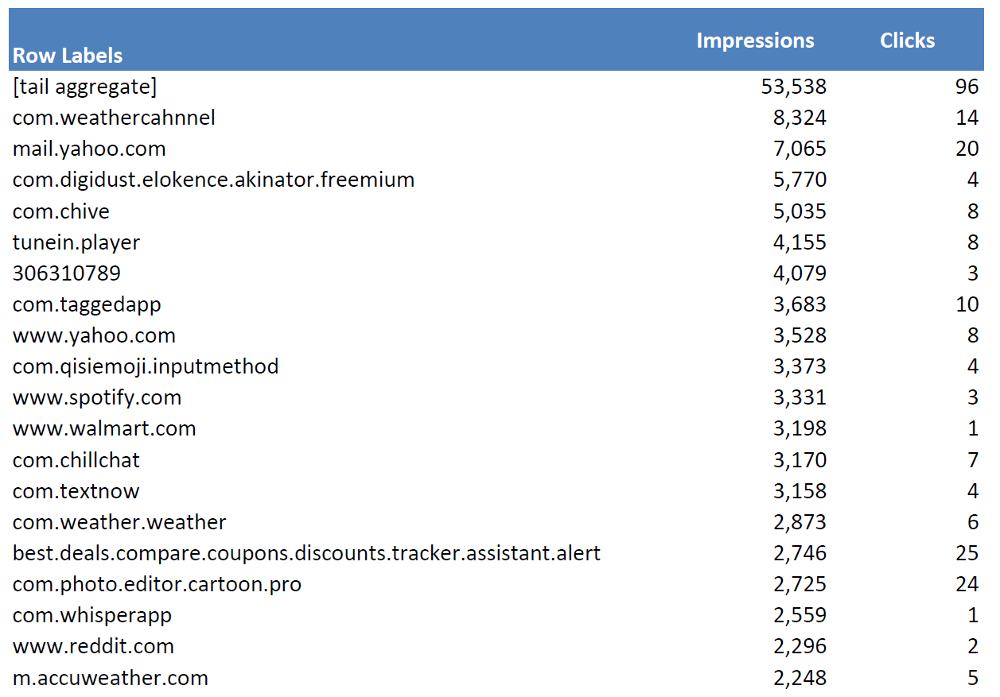 Row Labels Impressions Clicks
[tail aggregate] 53,538 96
com.weathercahnnel 8,324 14
mail.yahoo.com 7,065 20
com.digidust.elokence.akinator.freemium 5,770 4
com.chive 5,035 8
tunein.player 4,155 8
306310789 4,079 3
com.taggedapp 3,683 10
www.yahoo.com 3,528 8
com.qisiemoji.inputmethod 3,373 4
www.spotify.com 3,331 3
www.walmart.com 3,198 1
com.chillchat 3,170 7
com.textnow 3,158 4
com.weather.weather 2,873 6
best.deals.compare.coupons.discounts.tracker.assistant.alert 2,746 25
com.photo.editor.cartoon.pro 2,725 24
com.whisperapp 2,559 1
www.reddit.com 2,296 2
m.accuweather.com 2,248 5